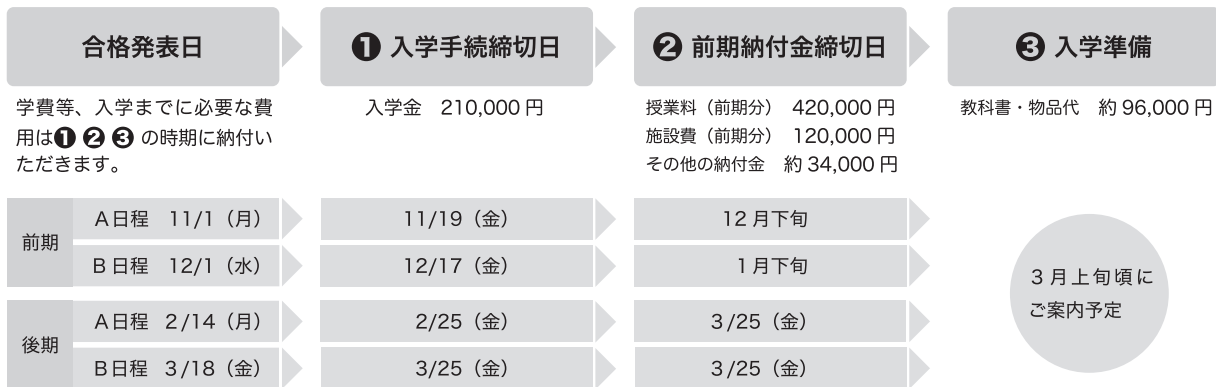 合格発表日
❶ 入学手続締切日
❷ 前期納付金締切日
❸ 入学準備
学費等、入学までに必要な費
用は❶ ❷ ❸ の時期に納付い
ただきます。
入学金 210,000 円
授業料（前期分） 420,000 円
施設費（前期分） 120,000 円
その他の納付金 約 34,000 円
教科書・物品代 約 96,000 円
前期
A日程 11/1（月）
11/19（金）
12 月下旬
B 日程 12/1（水）
12/17（金）
1 月下旬
後期
A日程 2/14（月）
2/25（金）
3/25（金）
B日程 3/18（金）
3/25（金）
3/25（金）
3 月上旬頃に
ご案内予定